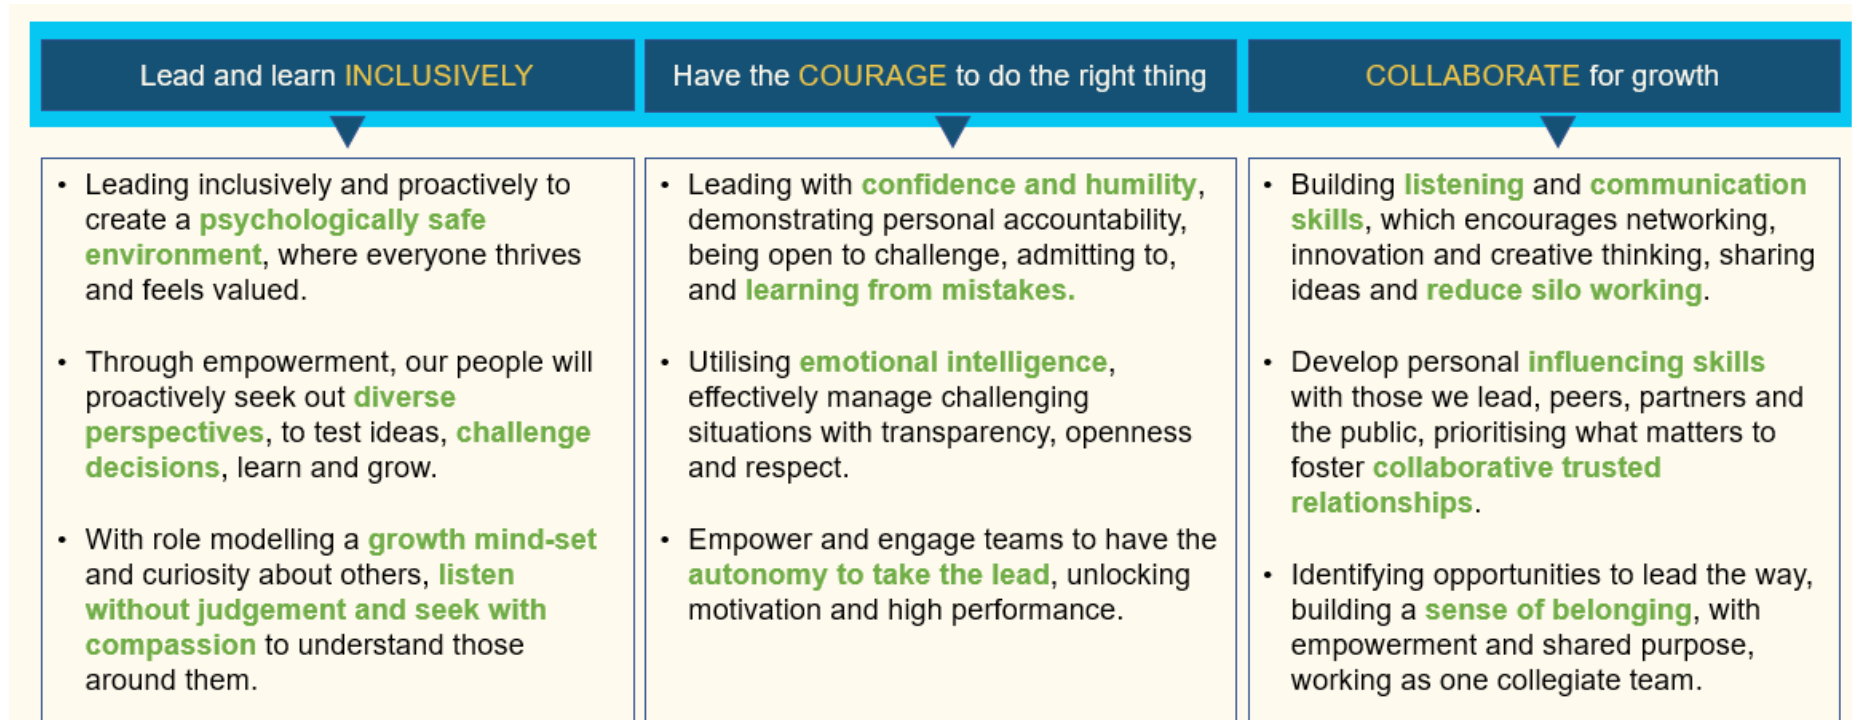 Lead and learn INCLUSIVELY
• Leading inclusively and proactively to
create a psychologically safe
environment, where everyone thrives
and feels valued.
• Through empowerment, our people will
proactively seek out diverse
perspectives, to test ideas, challenge
decisions, learn and grow.
• With role modelling a growth mind-set
and curiosity about others, listen
without judgement and seek with
compassion to understand those
around them.
Have the COURAGE to do the right thing
• Leading with confidence and humility,
demonstrating personal accountability,
being open to challenge, admitting to,
and learning from mistakes.
• Utilising emotional intelligence,
effectively manage challenging
situations with transparency, openness
and respect.
• Empower and engage teams to have the
autonomy to take the lead, unlocking
motivation and high performance.
COLLABORATE for growth
• Building listening and communication
skills, which encourages networking,
innovation and creative thinking, sharing
ideas and reduce silo working.
• Develop personal influencing skills
with those we lead, peers, partners and
the public, prioritising what matters to
foster collaborative trusted
relationships.
• Identifying opportunities to lead the way,
building a sense of belonging, with
empowerment and shared purpose,
working as one collegiate team.